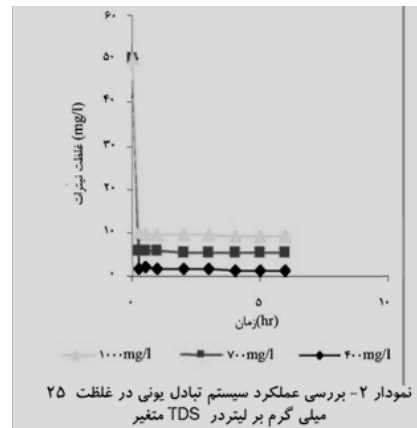 ۶۰
۵۰
۴۰
۳۰
۲۰
۱۰
۰
غلظت نیترات (mg/l)
۰ ۵ ۱۰
زمان(hr)
۱۰۰۰mg/l ۷۰۰mg/l ۴۰۰mg/l
نمودار ۲- بررسی عملکرد سیستم تبادل یونی در غلظت ۲۵
میلی گرم بر لیتردر TDS متغیر